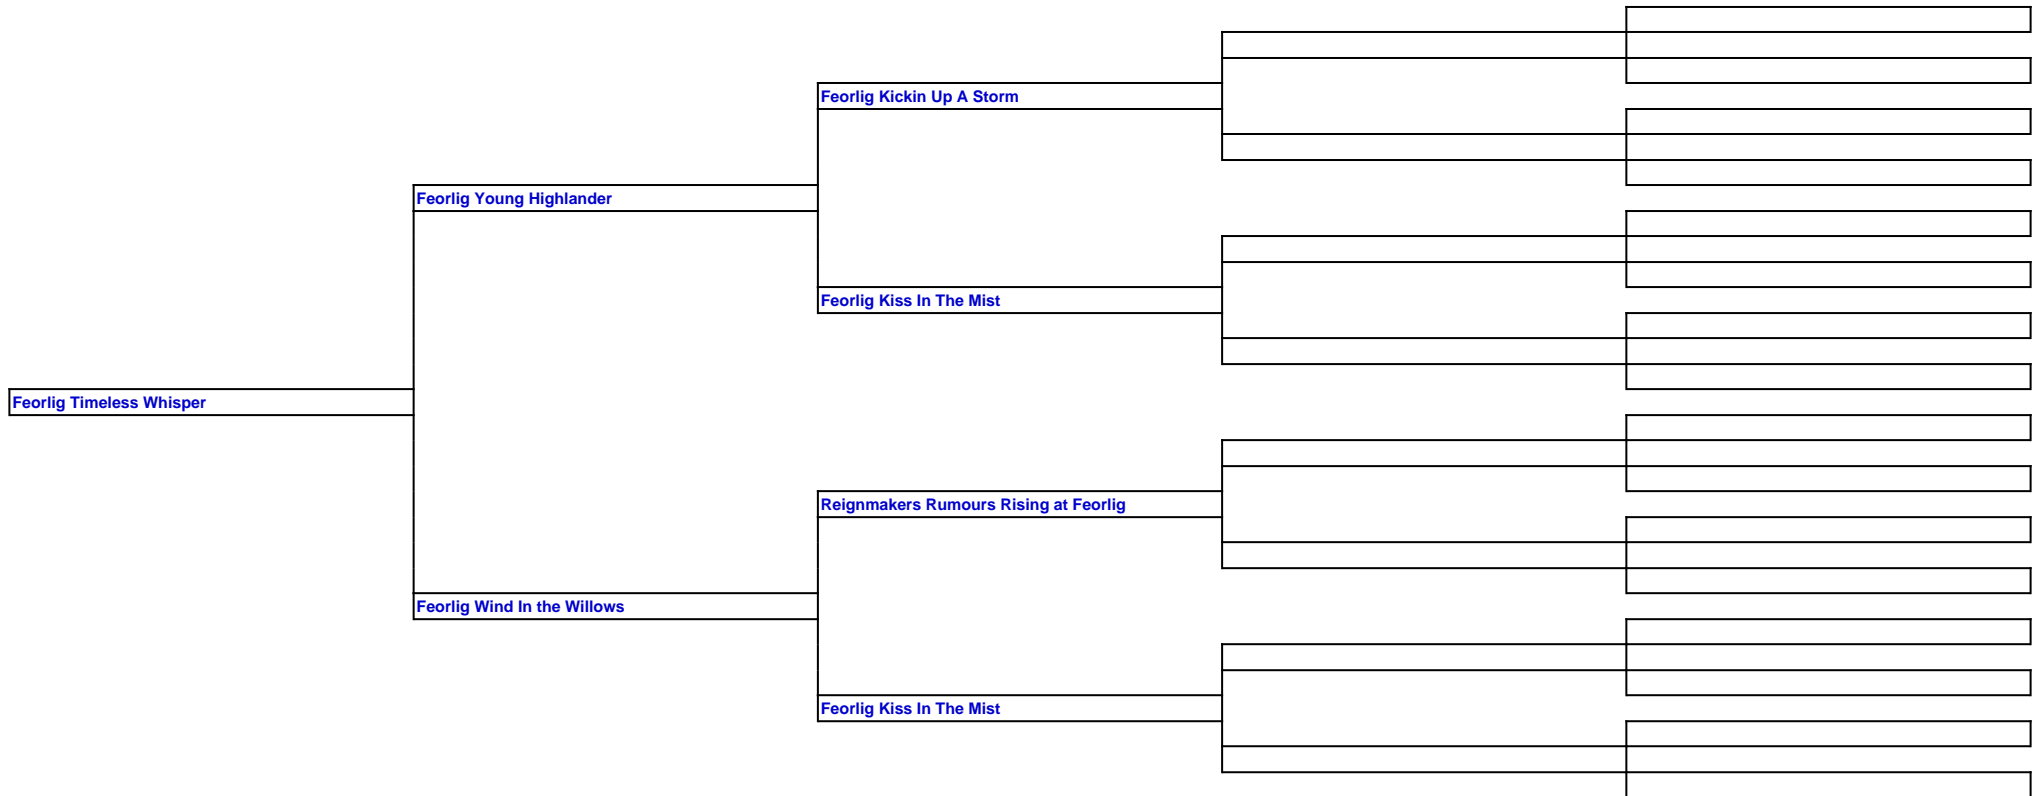 Feorlig Kickin Up A Storm
Feorlig Young Highlander
Feorlig Kiss In The Mist
Feorlig Timeless Whisper
Reignmakers Rumours Rising at Feorlig
Feorlig Wind In the Willows
Feorlig Kiss In The Mist